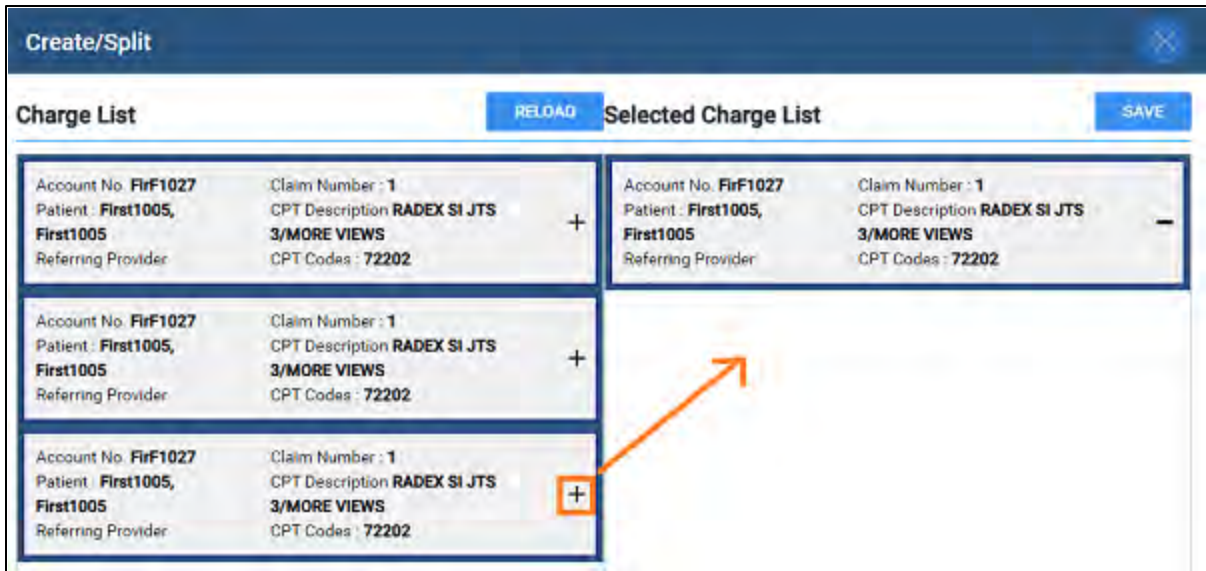 Create/Split
Charge List
RELOAD
Selected Charge List
SAVE
Account No. FirF1027
Claim Number : 1
Patient : First1005,
CPT Description RADEX SI JTS
First1005
3/MORE VIEWS
+
Referring Provider
CPT Codes : 72202
Account No. FirF1027
Claim Number : 1
Patient : First1005,
CPT Description RADEX SI JTS
First1005
3/MORE VIEWS
+
Referring Provider
CPT Codes : 72202
Account No. FirF1027
Claim Number : 1
Patient : First1005,
CPT Description RADEX SI JTS
First1005
3/MORE VIEWS
+
Referring Provider
CPT Codes : 72202
Account No. FirF1027
Claim Number : 1
Patient : First1005,
CPT Description RADEX SI JTS
First1005
3/MORE VIEWS
-
Referring Provider
CPT Codes : 72202